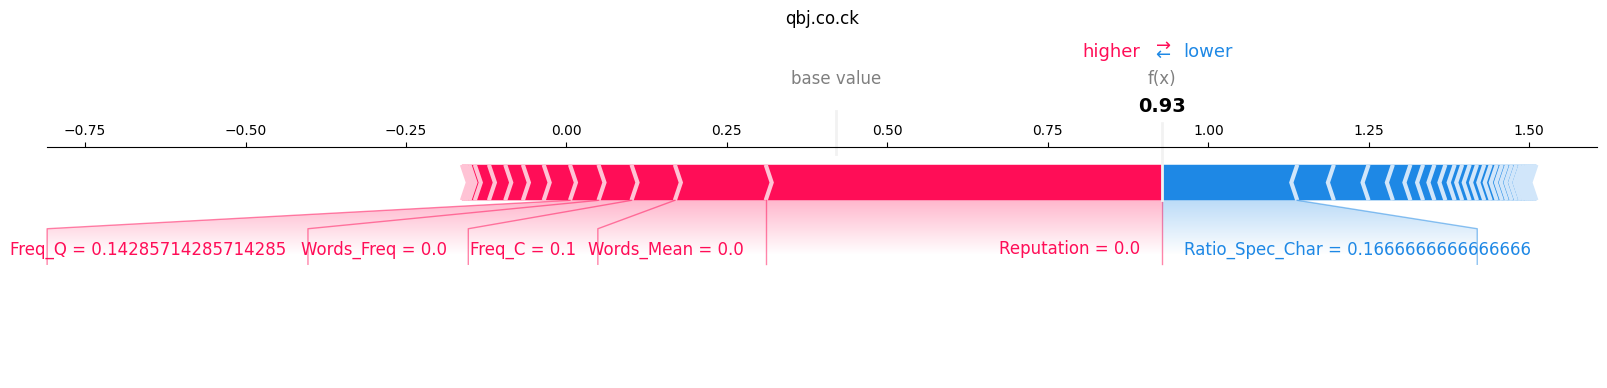 qbj.co.ck
higher ⇄ lower
base value f(x)
0.93
−0.75 −0.50 −0.25 0.00 0.25 0.50 0.75 1.00 1.25 1.50
Freq_Q = 0.14285714285714285 Words_Freq = 0.0 Freq_C = 0.1 Words_Mean = 0.0 Reputation = 0.0 Ratio_Spec_Char = 0.1666666666666666